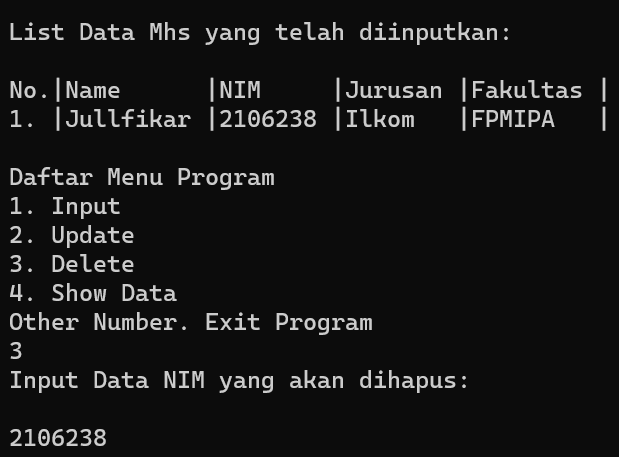 List Data Mhs yang telah diinputkan:
No.|Name      |NIM     |Jurusan |Fakultas |
1. |Jullfikar |2106238 |Ilkom   |FPMIPA   |
Daftar Menu Program
1. Input
2. Update
3. Delete
4. Show Data
Other Number. Exit Program
3
Input Data NIM yang akan dihapus:
2106238